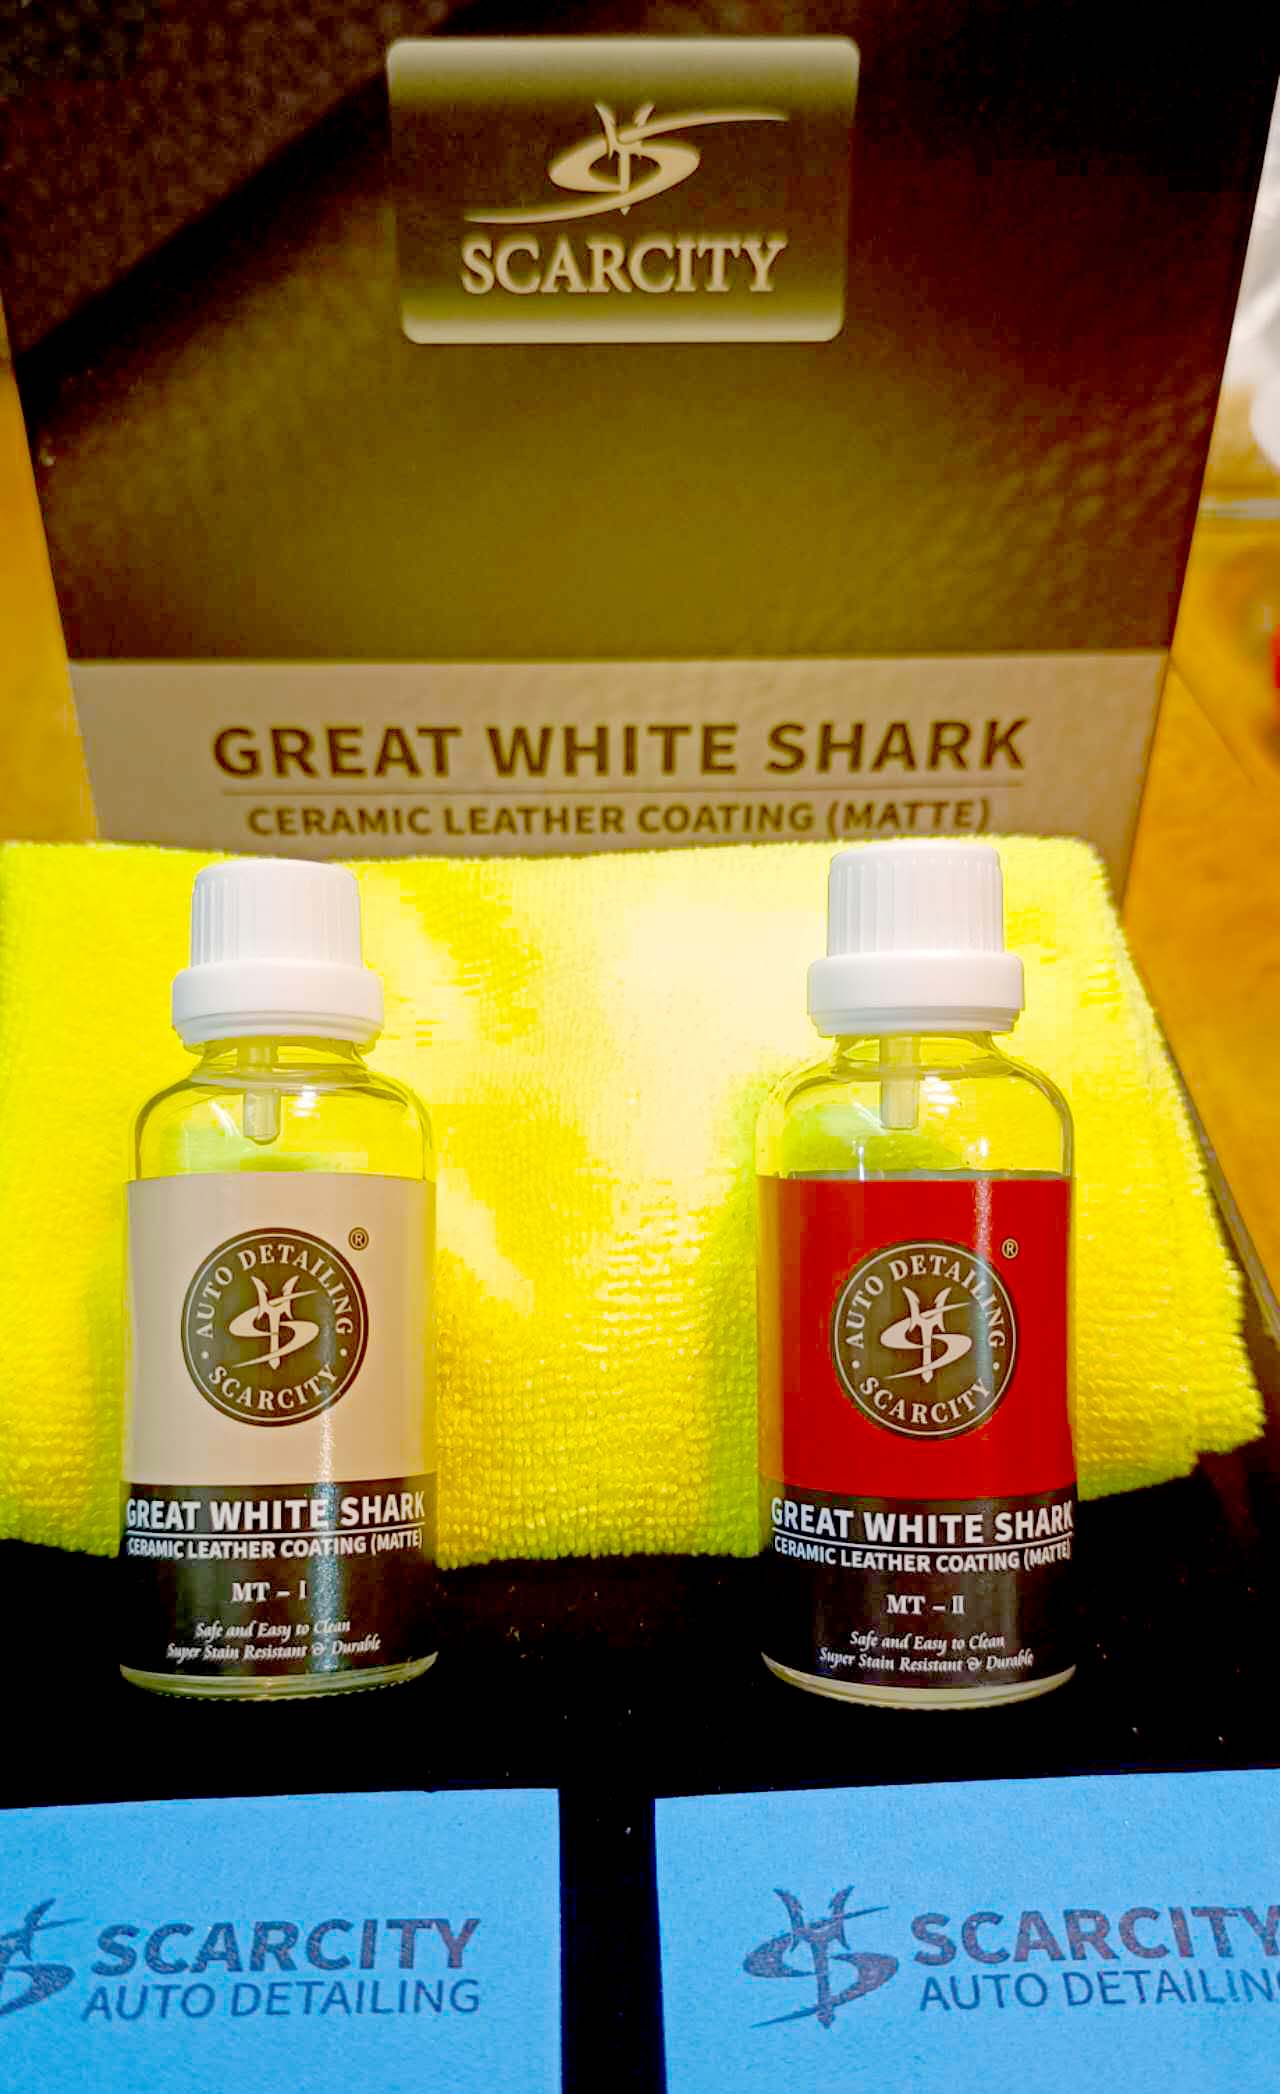 SCARCITY
GREAT WHITE SHARK
CERAMIC LEATHER COATING (MATTE)
AUTO DETAILING
®
SCARCITY
GREAT WHITE SHARK
CERAMIC LEATHER COATING (MATTE)
MT - I
Safe and Easy to Clean
Super Stain Resistant & Durable
AUTO DETAILING
®
SCARCITY
GREAT WHITE SHARK
CERAMIC LEATHER COATING (MATTE)
MT - II
Safe and Easy to Clean
Super Stain Resistant & Durable
SCARCITY
AUTO DETAILING
SCARCITY
AUTO DETAILING